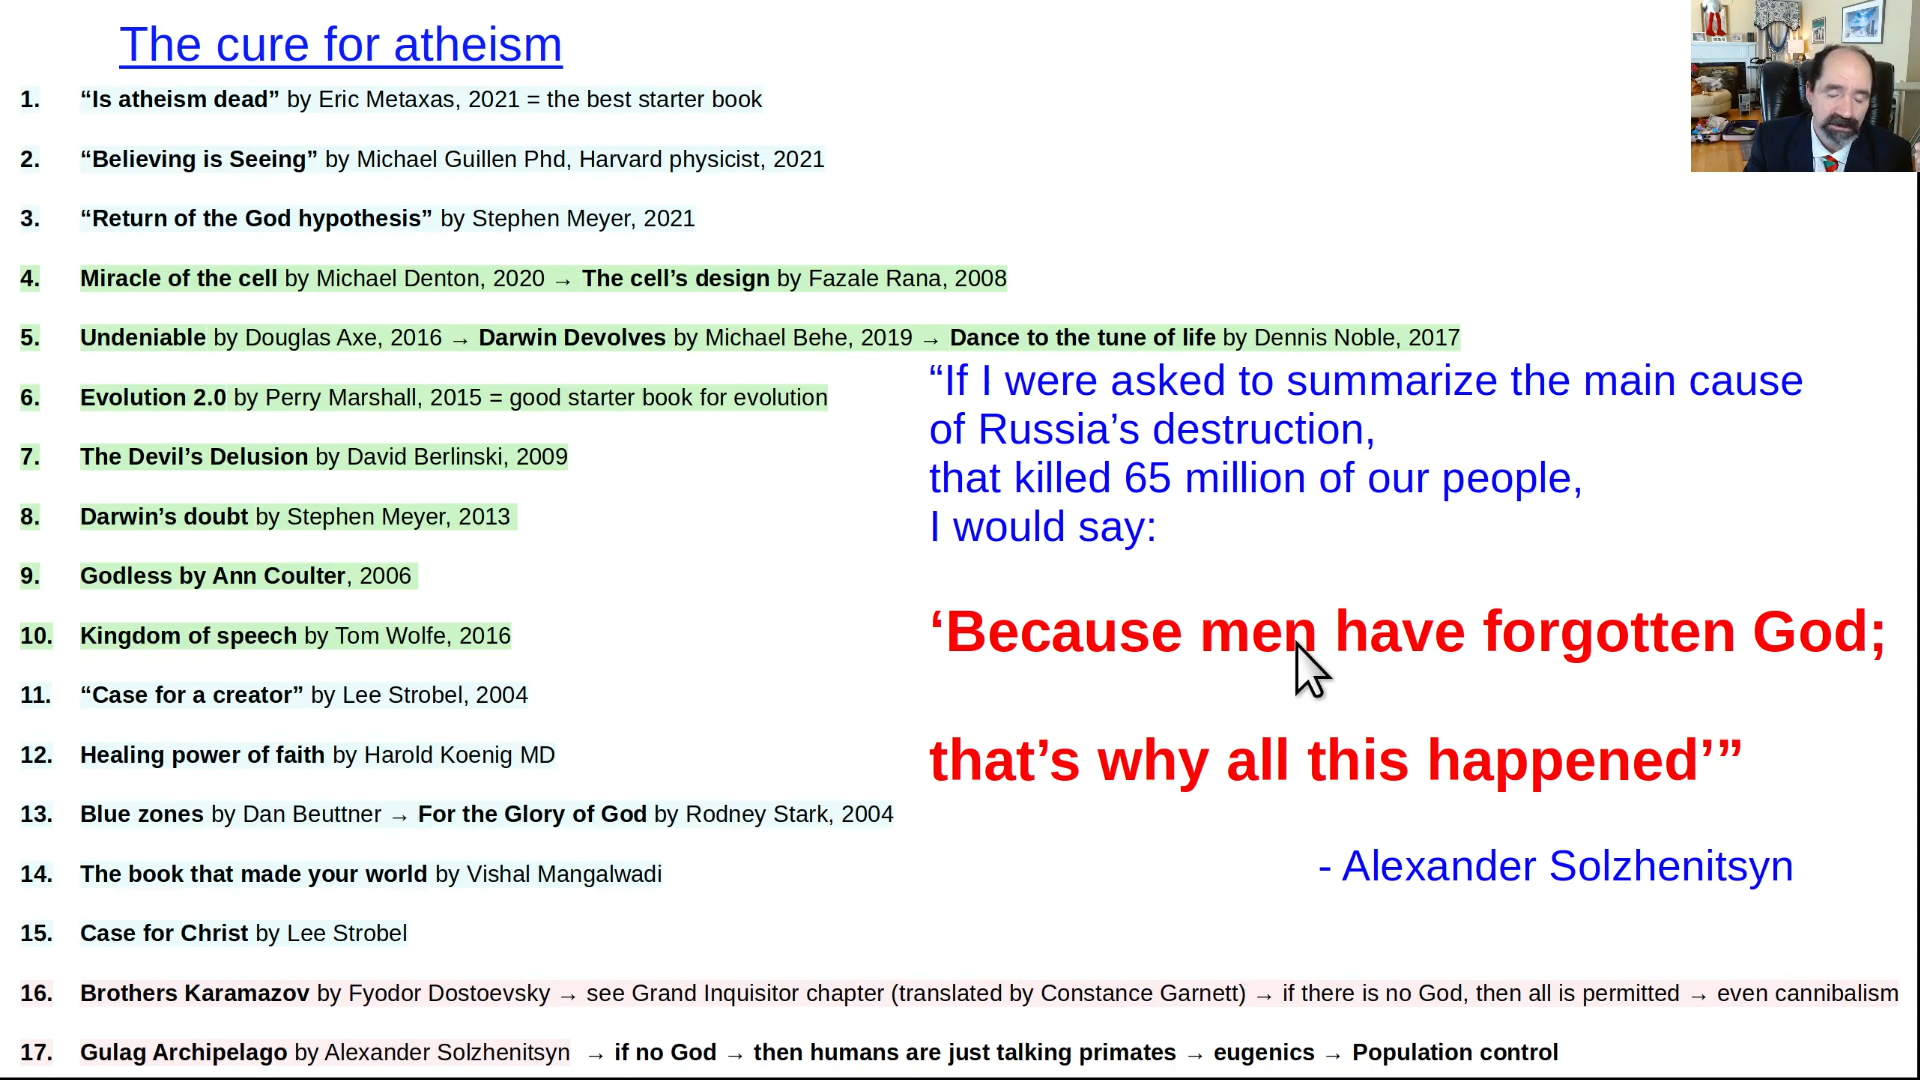 The cure for atheism
1. “Is atheism dead” by Eric Metaxas, 2021 = the best starter book
2. “Believing is Seeing” by Michael Guillen Phd, Harvard physicist, 2021
3. “Return of the God hypothesis” by Stephen Meyer, 2021
4. Miracle of the cell by Michael Denton, 2020 → The cell’s design by Fazale Rana, 2008
5. Undeniable by Douglas Axe, 2016 → Darwin Devolves by Michael Behe, 2019 → Dance to the tune of life by Dennis Noble, 2017
6. Evolution 2.0 by Perry Marshall, 2015 = good starter book for evolution
7. The Devil’s Delusion by David Berlinski, 2009
8. Darwin’s doubt by Stephen Meyer, 2013
9. Godless by Ann Coulter, 2006
10. Kingdom of speech by Tom Wolfe, 2016
11. “Case for a creator” by Lee Strobel, 2004
12. Healing power of faith by Harold Koenig MD
13. Blue zones by Dan Beuttner → For the Glory of God by Rodney Stark, 2004
14. The book that made your world by Vishal Mangalwadi
15. Case for Christ by Lee Strobel
16. Brothers Karamazov by Fyodor Dostoevsky → see Grand Inquisitor chapter (translated by Constance Garnett) → if there is no God, then all is permitted → even cannibalism
17. Gulag Archipelago by Alexander Solzhenitsyn → if no God → then humans are just talking primates → eugenics → Population control
“If I were asked to summarize the main cause
of Russia’s destruction,
that killed 65 million of our people,
I would say:
‘Because men have forgotten God;
that’s why all this happened’”
- Alexander Solzhenitsyn